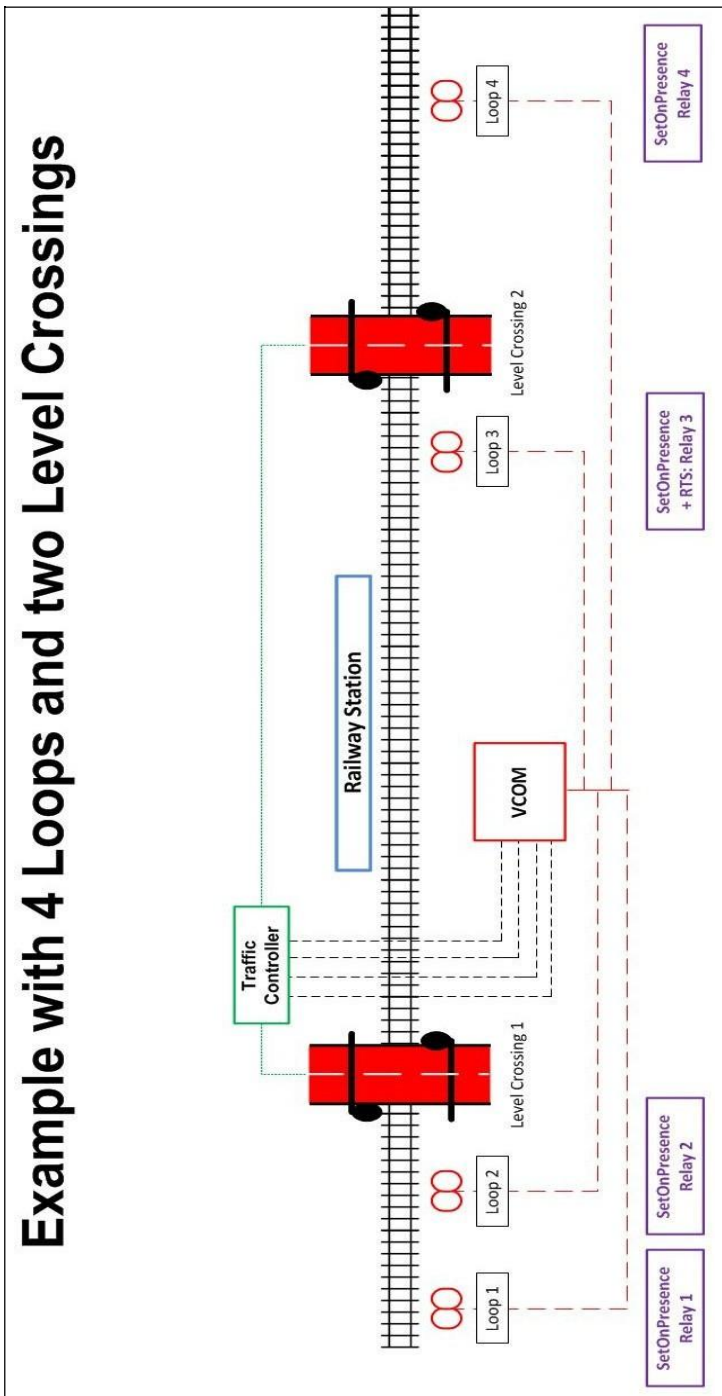 Example with 4 Loops and two Level Crossings
Traffic
Controller
Railway Station
Level Crossing 1
Level Crossing 2
VCOM
Loop 1
Loop 2
Loop 3
Loop 4
SetOnPresence
Relay 1
SetOnPresence
Relay 2
SetOnPresence
+ RTS: Relay 3
SetOnPresence
Relay 4